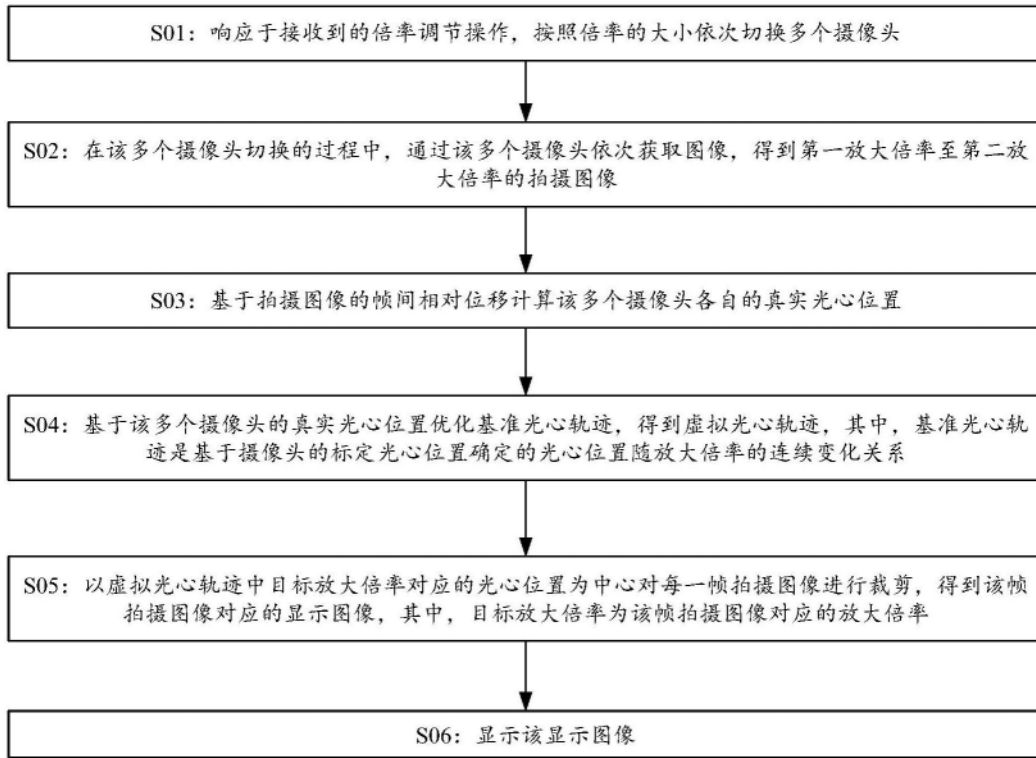 S01：响应于接收到的倍率调节操作，按照倍率的大小依次切换多个摄像头
S02：在该多个摄像头切换的过程中，通过该多个摄像头依次获取图像，得到第一放大倍率至第二放
大倍率的拍摄图像
S03：基于拍摄图像的帧间相对位移计算该多个摄像头各自的真实光心位置
S04：基于该多个摄像头的真实光心位置优化基准光心轨迹，得到虚拟光心轨迹，其中，基准光心轨
迹是基于摄像头的标定光心位置确定的光心位置随放大倍率的连续变化关系
S05：以虚拟光心轨迹中目标放大倍率对应的光心位置为中心对每一帧拍摄图像进行裁剪，得到该帧
拍摄图像对应的显示图像，其中，目标放大倍率为该帧拍摄图像对应的放大倍率
S06：显示该显示图像